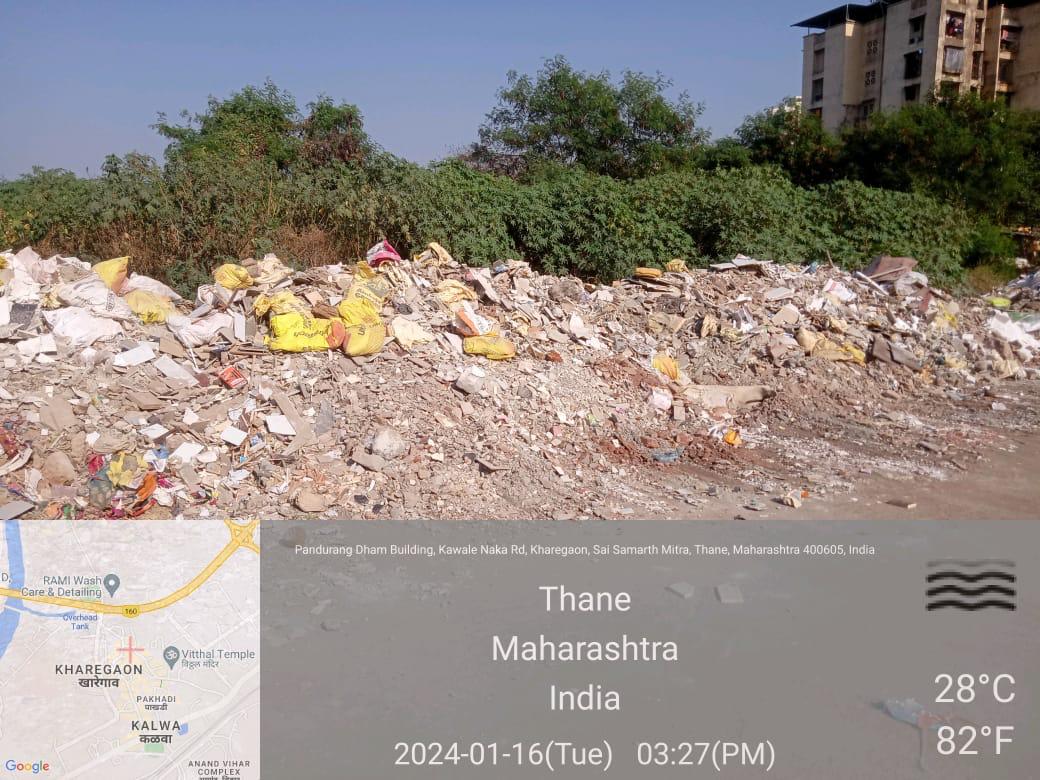 Pandurang Dham Building, Kawale Naka Rd, Kharegaon, Sai Samarth Mitra, Thane, Maharashtra 400605, India
Thane
Maharashtra
India
2024-01-16(Tue) 03:27(PM)
28°C
82°F
D,
RAMI Wash
Care & Detailing
160
Overhead
Tank
KHAREGAON
खारेगाव
Vitthal Temple
विठ्ठल मंदिर
PAKHADI
पाखडी
KALWA
कळवा
ANAND VIHAR
COMPLEX
Google